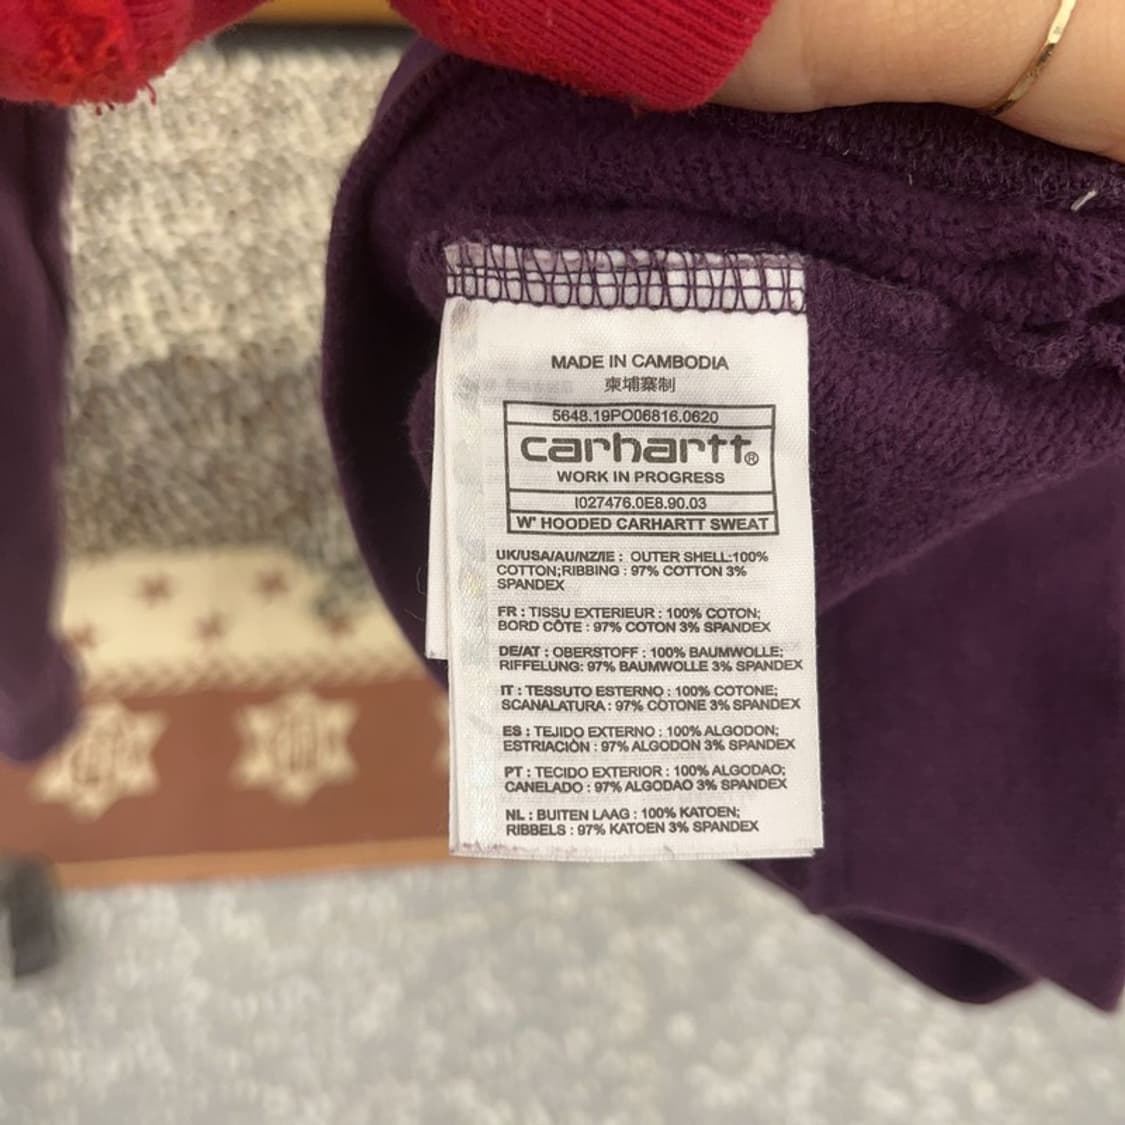 MADE IN CAMBODIA
柬埔寨制
5648.19PO06816.0620
carhartt®
WORK IN PROGRESS
I027476.0E8.90.03
W' HOODED CARHARTT SWEAT
UK/USA/AU/NZ/IE : OUTER SHELL:100%
COTTON;RIBBING : 97% COTTON 3%
SPANDEX
FR : TISSU EXTERIEUR : 100% COTON;
BORD CÔTE : 97% COTON 3% SPANDEX
DE/AT : OBERSTOFF : 100% BAUMWOLLE;
RIFFELUNG: 97% BAUMWOLLE 3% SPANDEX
IT : TESSUTO ESTERNO : 100% COTONE;
SCANALATURA : 97% COTONE 3% SPANDEX
ES : TEJIDO EXTERNO : 100% ALGODON;
ESTRIACIÒN : 97% ALGODON 3% SPANDEX
PT : TECIDO EXTERIOR : 100% ALGODAO;
CANELADO : 97% ALGODAO 3% SPANDEX
NL : BUITEN LAAG : 100% KATOEN;
RIBBELS : 97% KATOEN 3% SPANDEX